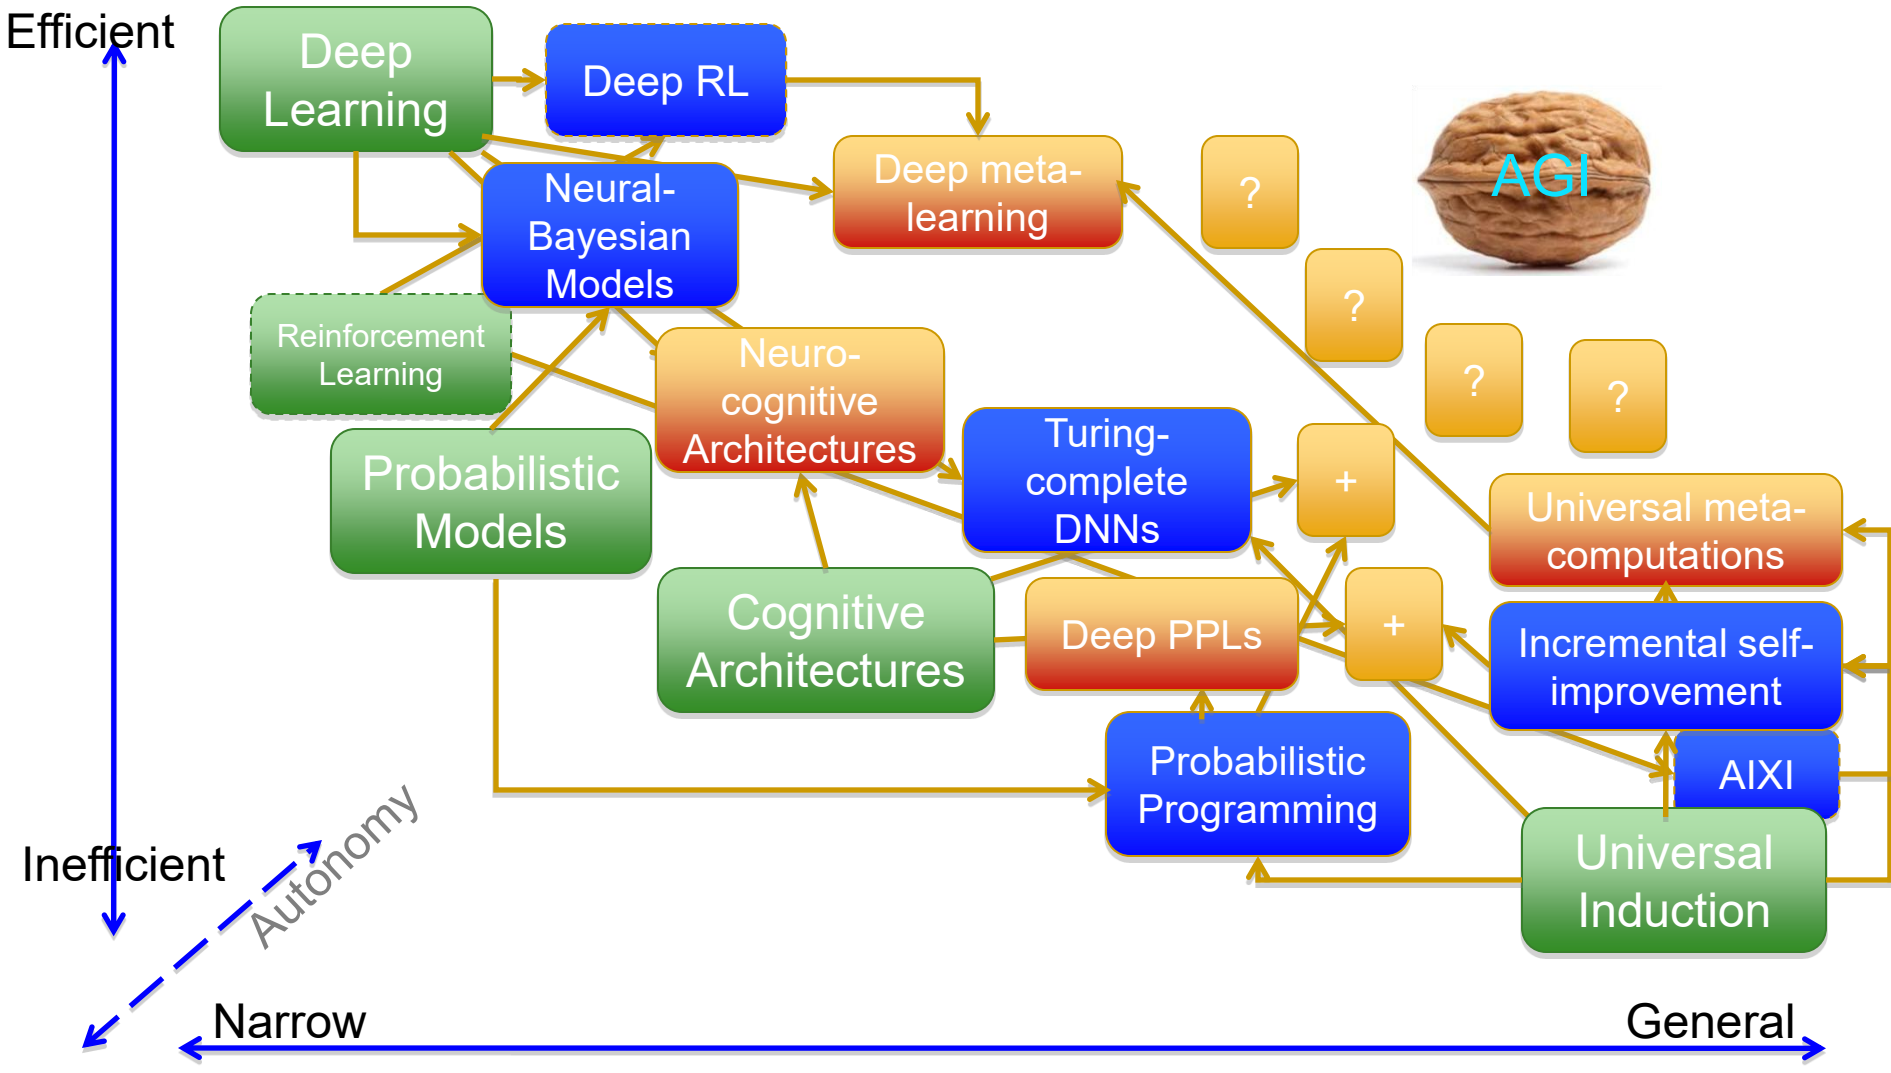 Efficient
Deep
Learning
Deep RL
Neural-
Bayesian
Models
Deep meta-
learning
?
AGI
?
?
?
Reinforcement
Learning
Neuro-
cognitive
Architectures
Probabilistic
Models
Turing-
complete
DNNs
+
Universal meta-
computations
Cognitive
Architectures
Deep PPLs
+
Incremental self-
improvement
Probabilistic
Programming
AIXI
Universal
Induction
Inefficient
Autonomy
Narrow
General